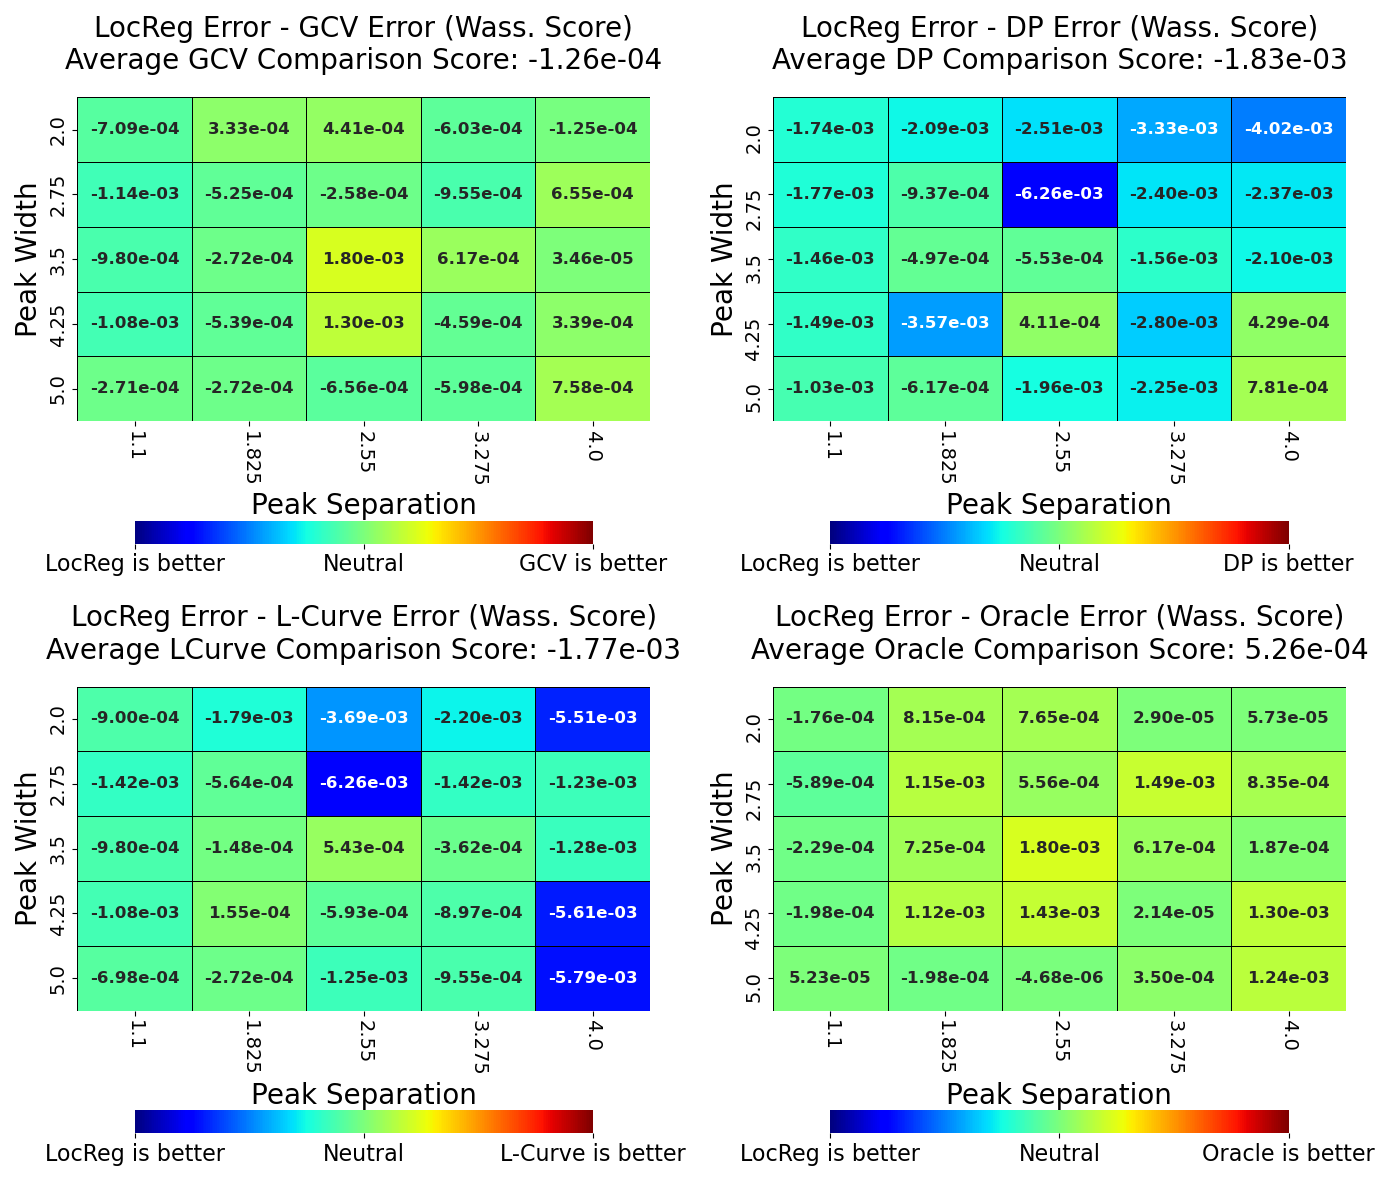 LocReg Error - GCV Error (Wass. Score)
Average GCV Comparison Score: -1.26e-04
Peak Width
2.0 -7.09e-04 3.33e-04 4.41e-04 -6.03e-04 -1.25e-04
2.75 -1.14e-03 -5.25e-04 -2.58e-04 -9.55e-04 6.55e-04
3.5 -9.80e-04 -2.72e-04 1.80e-03 6.17e-04 3.46e-05
4.25 -1.08e-03 -5.39e-04 1.30e-03 -4.59e-04 3.39e-04
5.0 -2.71e-04 -2.72e-04 -6.56e-04 -5.98e-04 7.58e-04
1.1 1.825 2.55 3.275 4.0
Peak Separation
LocReg is better Neutral GCV is better
LocReg Error - DP Error (Wass. Score)
Average DP Comparison Score: -1.83e-03
Peak Width
2.0 -1.74e-03 -2.09e-03 -2.51e-03 -3.33e-03 -4.02e-03
2.75 -1.77e-03 -9.37e-04 -6.26e-03 -2.40e-03 -2.37e-03
3.5 -1.46e-03 -4.97e-04 -5.53e-04 -1.56e-03 -2.10e-03
4.25 -1.49e-03 -3.57e-03 4.11e-04 -2.80e-03 4.29e-04
5.0 -1.03e-03 -6.17e-04 -1.96e-03 -2.25e-03 7.81e-04
1.1 1.825 2.55 3.275 4.0
Peak Separation
LocReg is better Neutral DP is better
LocReg Error - L-Curve Error (Wass. Score)
Average LCurve Comparison Score: -1.77e-03
Peak Width
2.0 -9.00e-04 -1.79e-03 -3.69e-03 -2.20e-03 -5.51e-03
2.75 -1.42e-03 -5.64e-04 -6.26e-03 -1.42e-03 -1.23e-03
3.5 -9.80e-04 -1.48e-04 5.43e-04 -3.62e-04 -1.28e-03
4.25 -1.08e-03 1.55e-04 -5.93e-04 -8.97e-04 -5.61e-03
5.0 -6.98e-04 -2.72e-04 -1.25e-03 -9.55e-04 -5.79e-03
1.1 1.825 2.55 3.275 4.0
Peak Separation
LocReg is better Neutral L-Curve is better
LocReg Error - Oracle Error (Wass. Score)
Average Oracle Comparison Score: 5.26e-04
Peak Width
2.0 -1.76e-04 8.15e-04 7.65e-04 2.90e-05 5.73e-05
2.75 -5.89e-04 1.15e-03 5.56e-04 1.49e-03 8.35e-04
3.5 -2.29e-04 7.25e-04 1.80e-03 6.17e-04 1.87e-04
4.25 -1.98e-04 1.12e-03 1.43e-03 2.14e-05 1.30e-03
5.0 5.23e-05 -1.98e-04 -4.68e-06 3.50e-04 1.24e-03
1.1 1.825 2.55 3.275 4.0
Peak Separation
LocReg is better Neutral Oracle is better